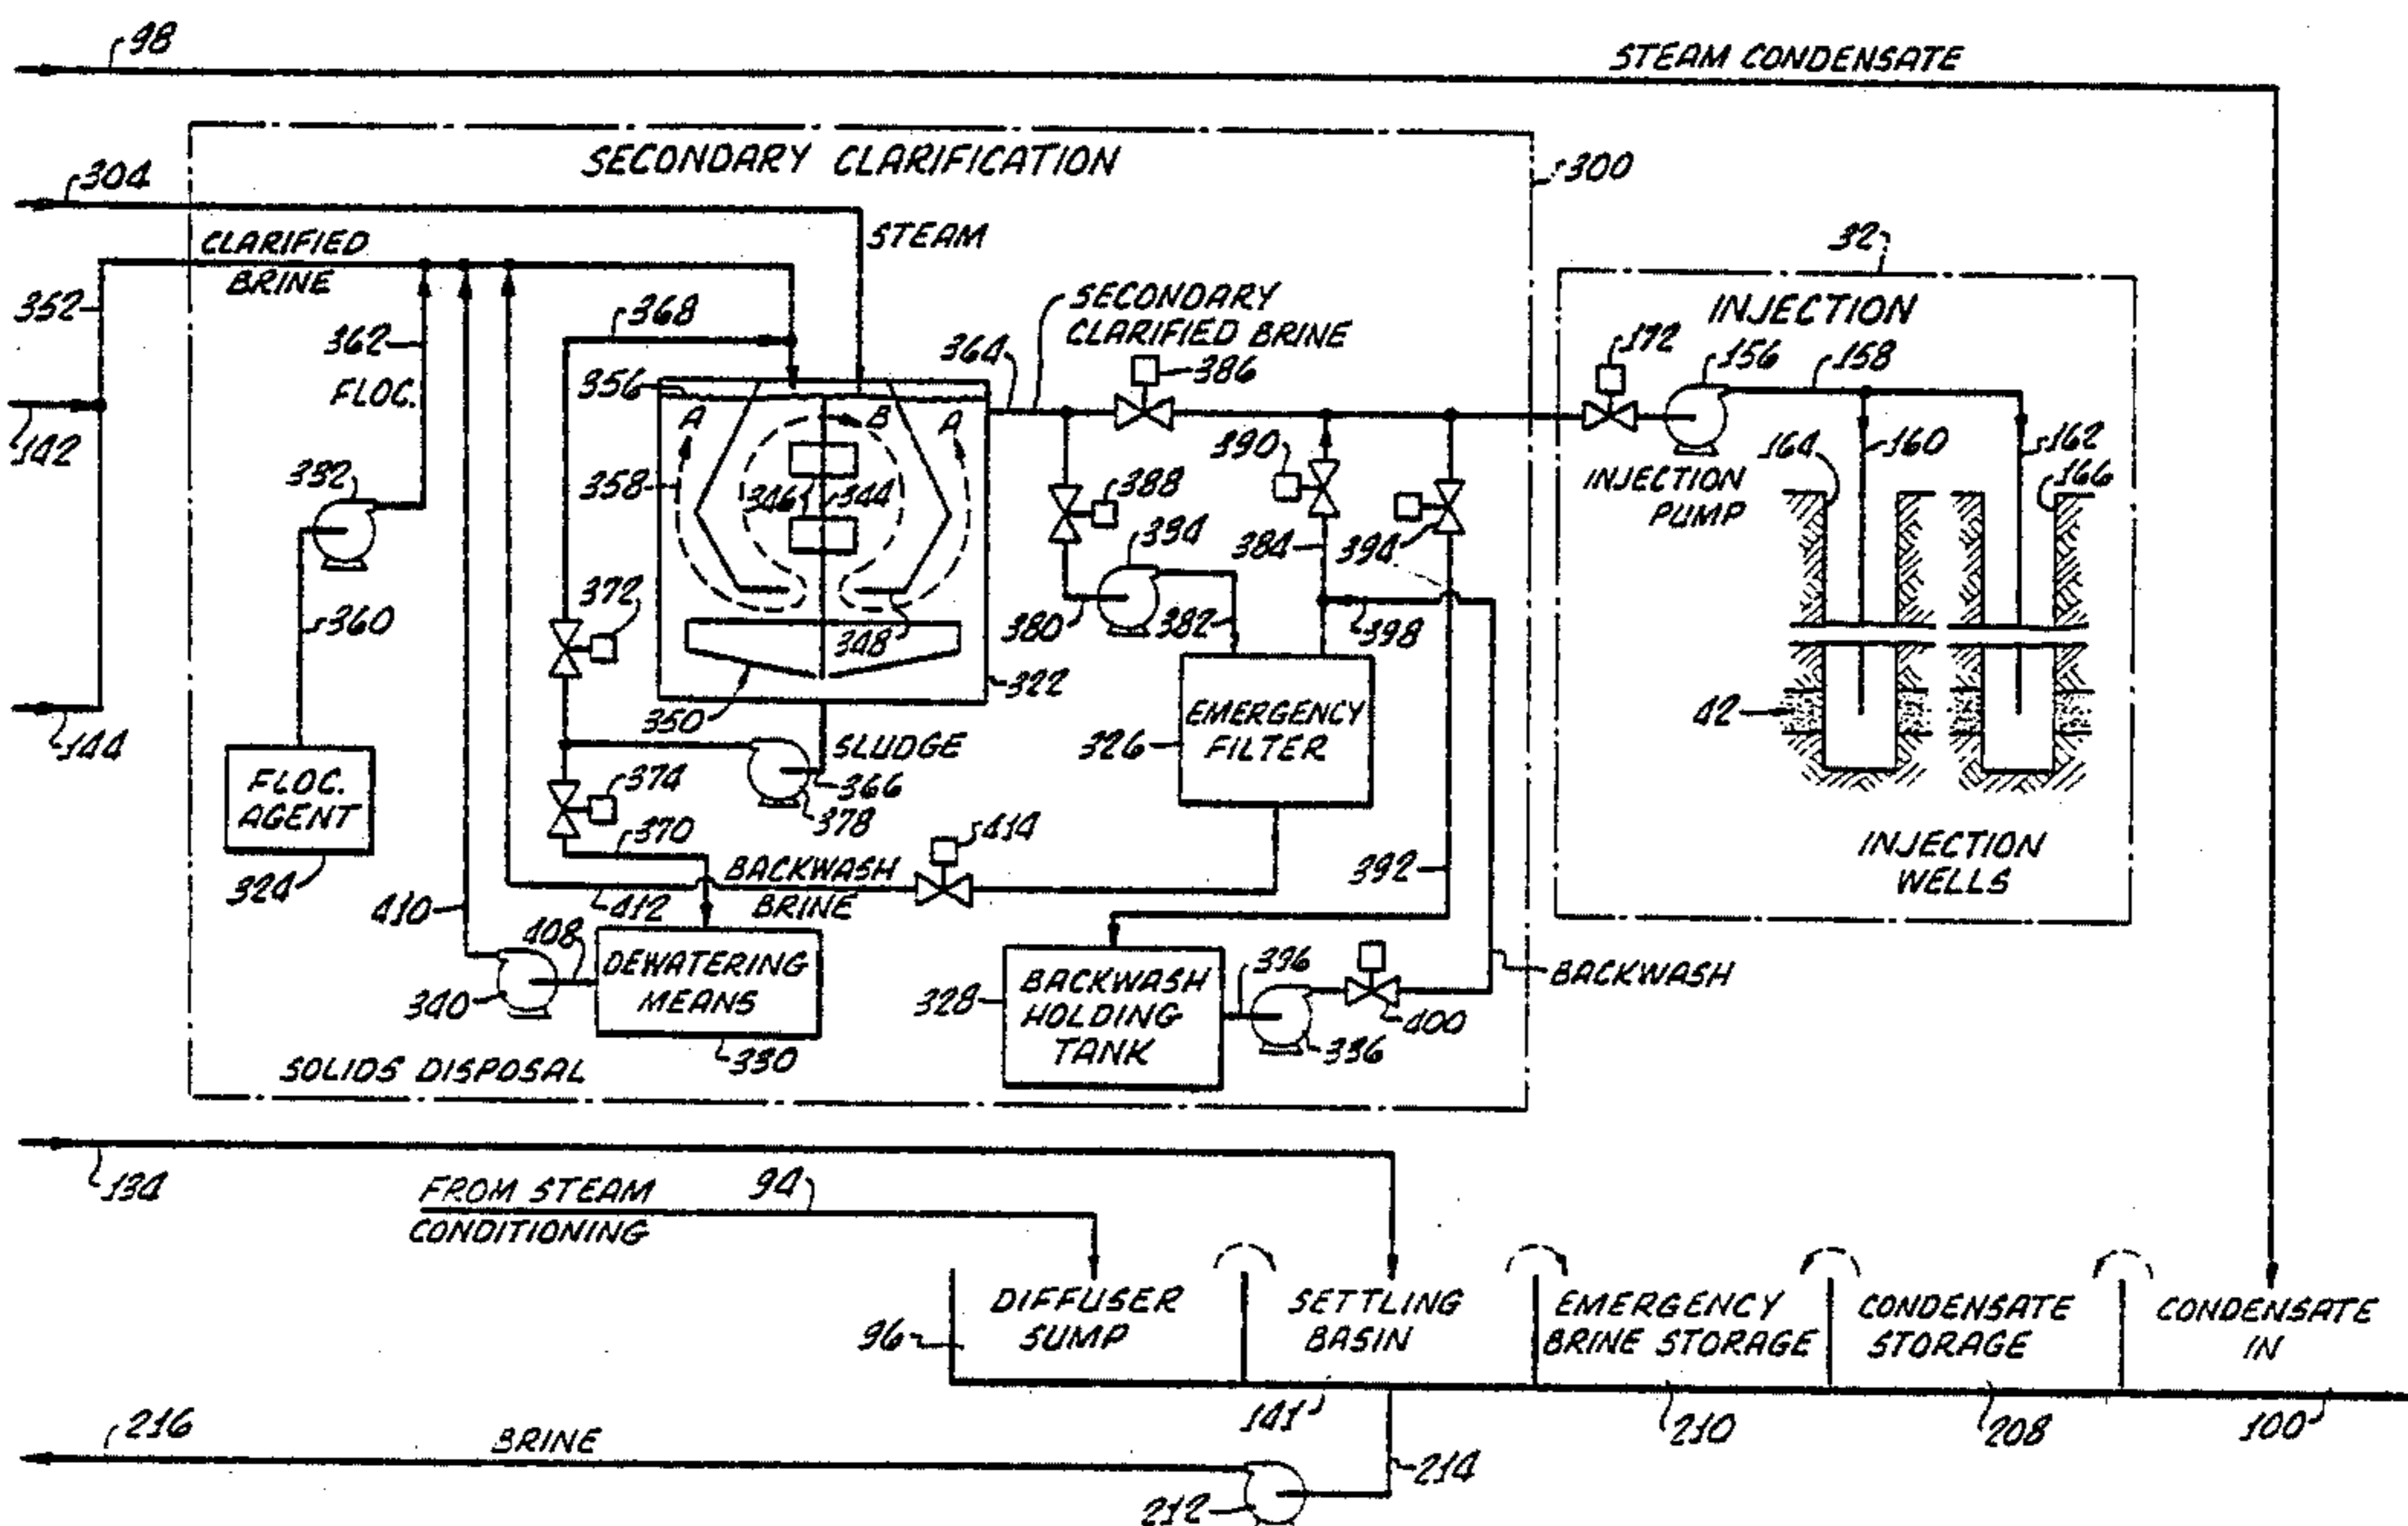 98
STEAM CONDENSATE
SECONDARY CLARIFICATION
300
304
STEAM
CLARIFIED
BRINE
352
362
FLOC.
368
SECONDARY
CLARIFIED BRINE
364
386
32
INJECTION
172
156
158
356
A
B
A
142
332
358
346
344
388
390
394
384
164
160
162
166
INJECTION
PUMP
334
372
360
380
382
398
348
322
350
42
144
EMERGENCY
FILTER
326
SLUDGE
366
378
374
FLOC.
AGENT
324
370
414
BACKWASH
BRINE
412
392
INJECTION
WELLS
410
408
DEWATERING
MEANS
340
330
BACKWASH
HOLDING
TANK
328
396
336
400
BACKWASH
SOLIDS DISPOSAL
134
FROM STEAM
CONDITIONING
94
DIFFUSER
SUMP
96
SETTLING
BASIN
EMERGENCY
BRINE STORAGE
CONDENSATE
STORAGE
CONDENSATE
IN
141
210
208
100
216
BRINE
214
212